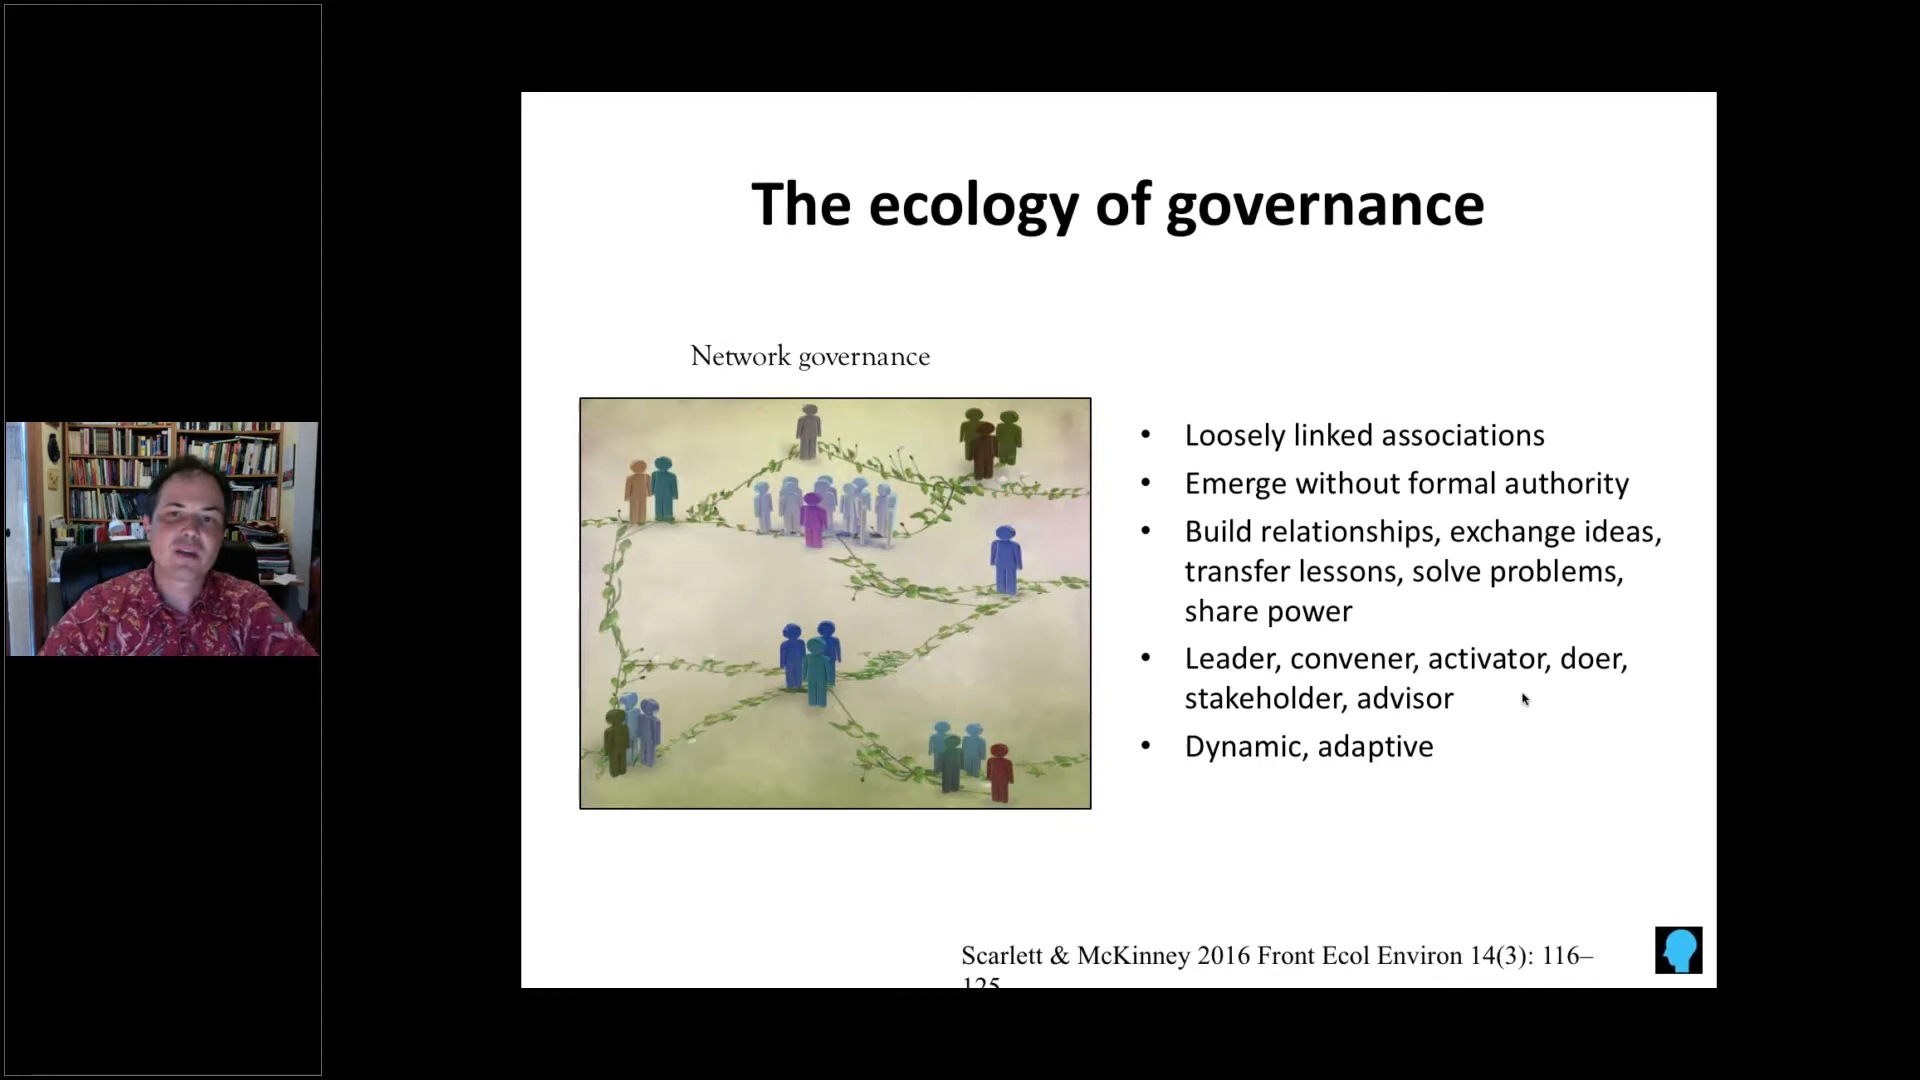 The ecology of governance
Network governance
• Loosely linked associations
• Emerge without formal authority
• Build relationships, exchange ideas,
transfer lessons, solve problems,
share power
• Leader, convener, activator, doer,
stakeholder, advisor
• Dynamic, adaptive
Scarlett & McKinney 2016 Front Ecol Environ 14(3): 116–
125